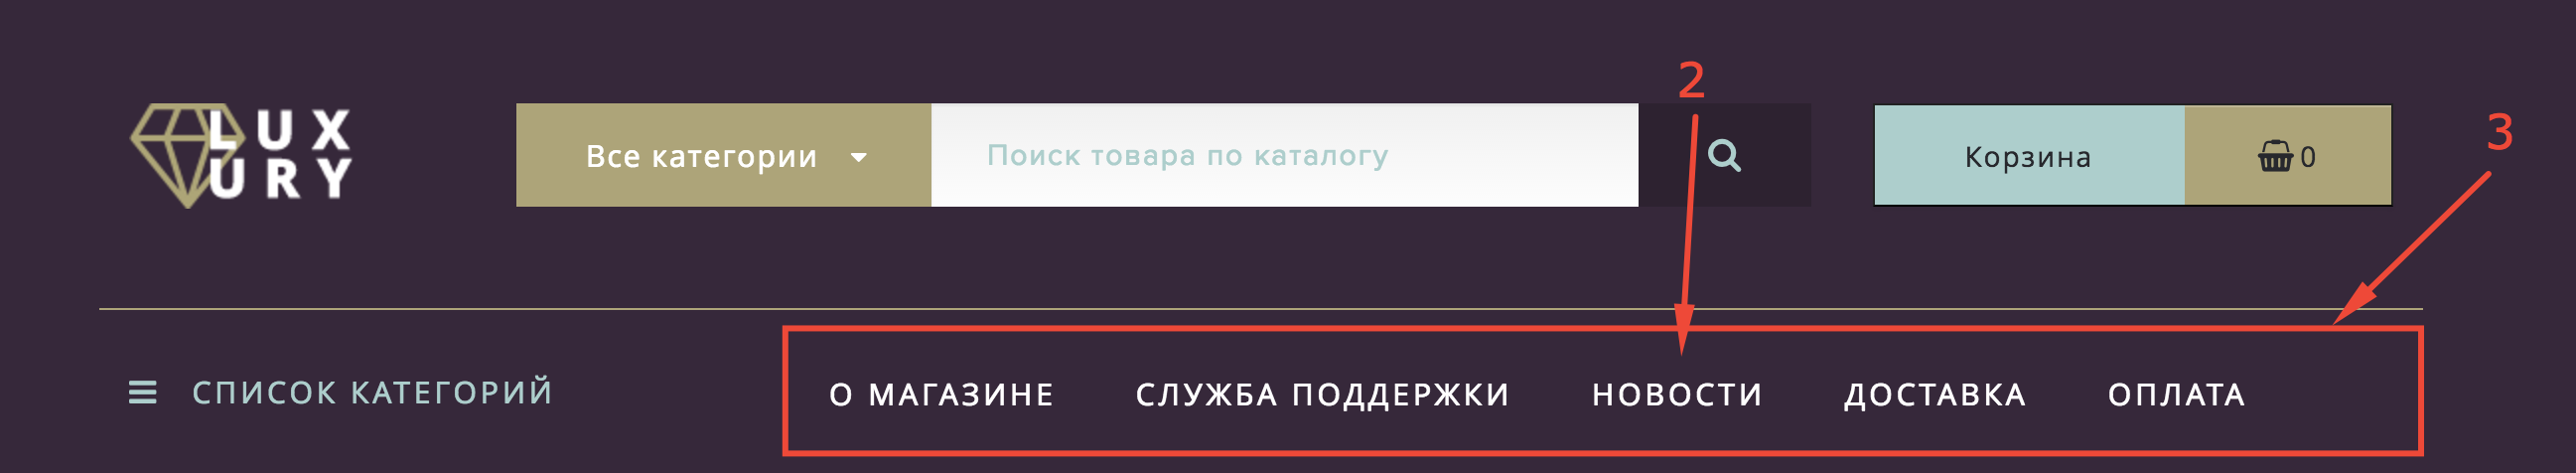 LUX
URY
Все категории
Поиск товара по каталогу
2
Корзина
0
3
СПИСОК КАТЕГОРИЙ
О МАГАЗИНЕ
СЛУЖБА ПОДДЕРЖКИ
НОВОСТИ
ДОСТАВКА
ОПЛАТА